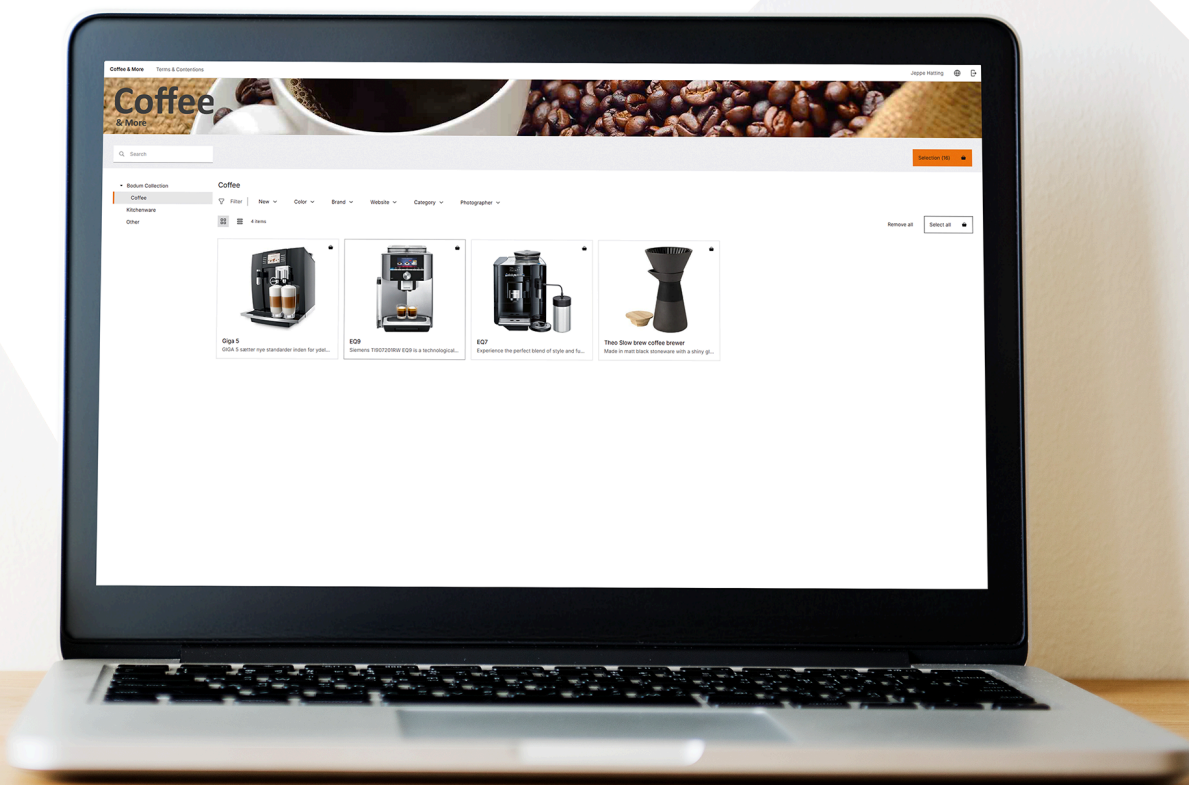 Coffee & More
Terms & Contentions
Jeppe Hatting
Coffee
& More
Search
Selection (16)
Bodum Collection
Coffee
Kitchenware
Other
Coffee
Filter
New
Color
Brand
Website
Category
Photographer
4 items
Remove all
Select all
Giga 5
GIGA 5 sætter nye standarder inden for ydel...
EQ9
Siemens TI907201RW EQ9 is a technological...
EQ7
Experience the perfect blend of style and fu...
Theo Slow brew coffee brewer
Made in matt black stoneware with a shiny gl...